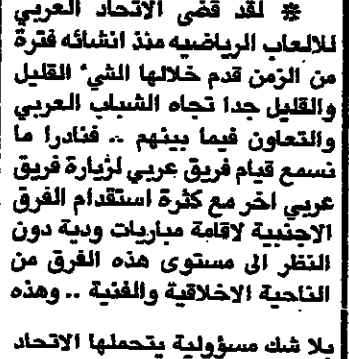 * لقد قضى الاتحاد العربي
للالعاب الرياضيه منذ انشائه فترة
من الزمن قدم خلالها الشيء القليل
والقليل جدا تجاه الشباب العربي
والتعاون فيما بينهم .. فنادرا ما
نسمع قيام فريق عربي لزيارة فريق
عربي اخر مع كثرة استقدام الفرق
الاجنبية لاقامة مباريات ودية دون
النظر الى مستوى هذه الفرق من
الناحية الاخلاقية والفنية .. وهذه
بلا شك مسؤولية يتحملها الاتحاد